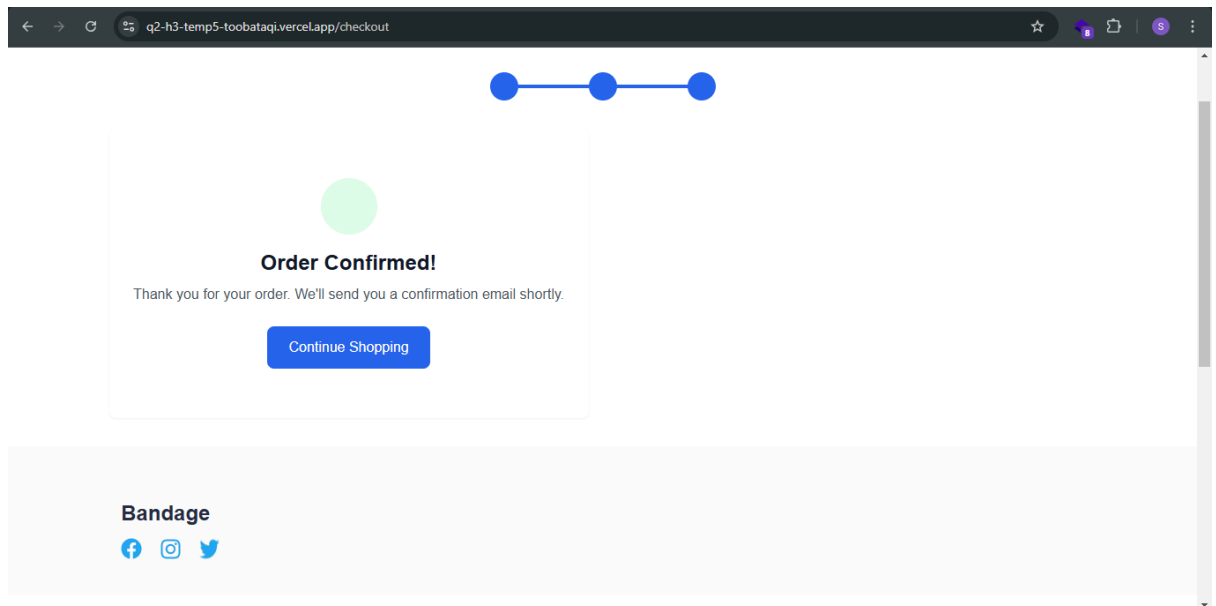 q2-h3-temp5-toobataqi.vercel.app/checkout
8
S
Order Confirmed!
Thank you for your order. We'll send you a confirmation email shortly.
Continue Shopping
Bandage